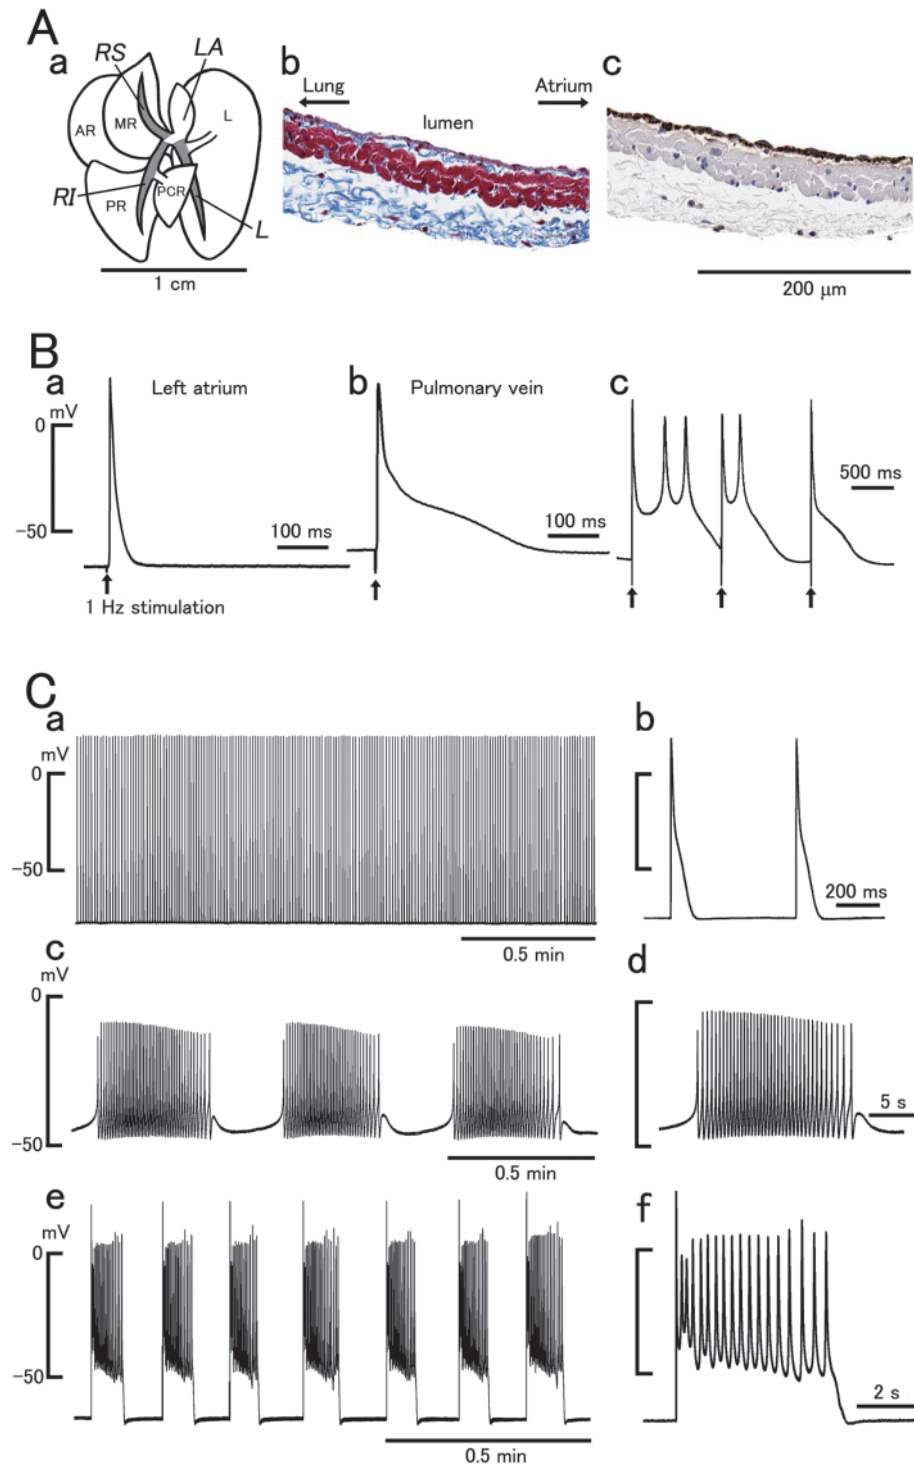 A
a
RS
LA
AR
MR
L
RI
PR
PCR
L
1 cm
b
Lung
Atrium
lumen
c
200 μm
B
a
mV
0
−50
Left atrium
100 ms
1 Hz stimulation
b
Pulmonary vein
100 ms
c
500 ms
C
a
mV
0
−50
0.5 min
b
200 ms
c
mV
0
−50
0.5 min
d
5 s
e
mV
0
−50
0.5 min
f
2 s